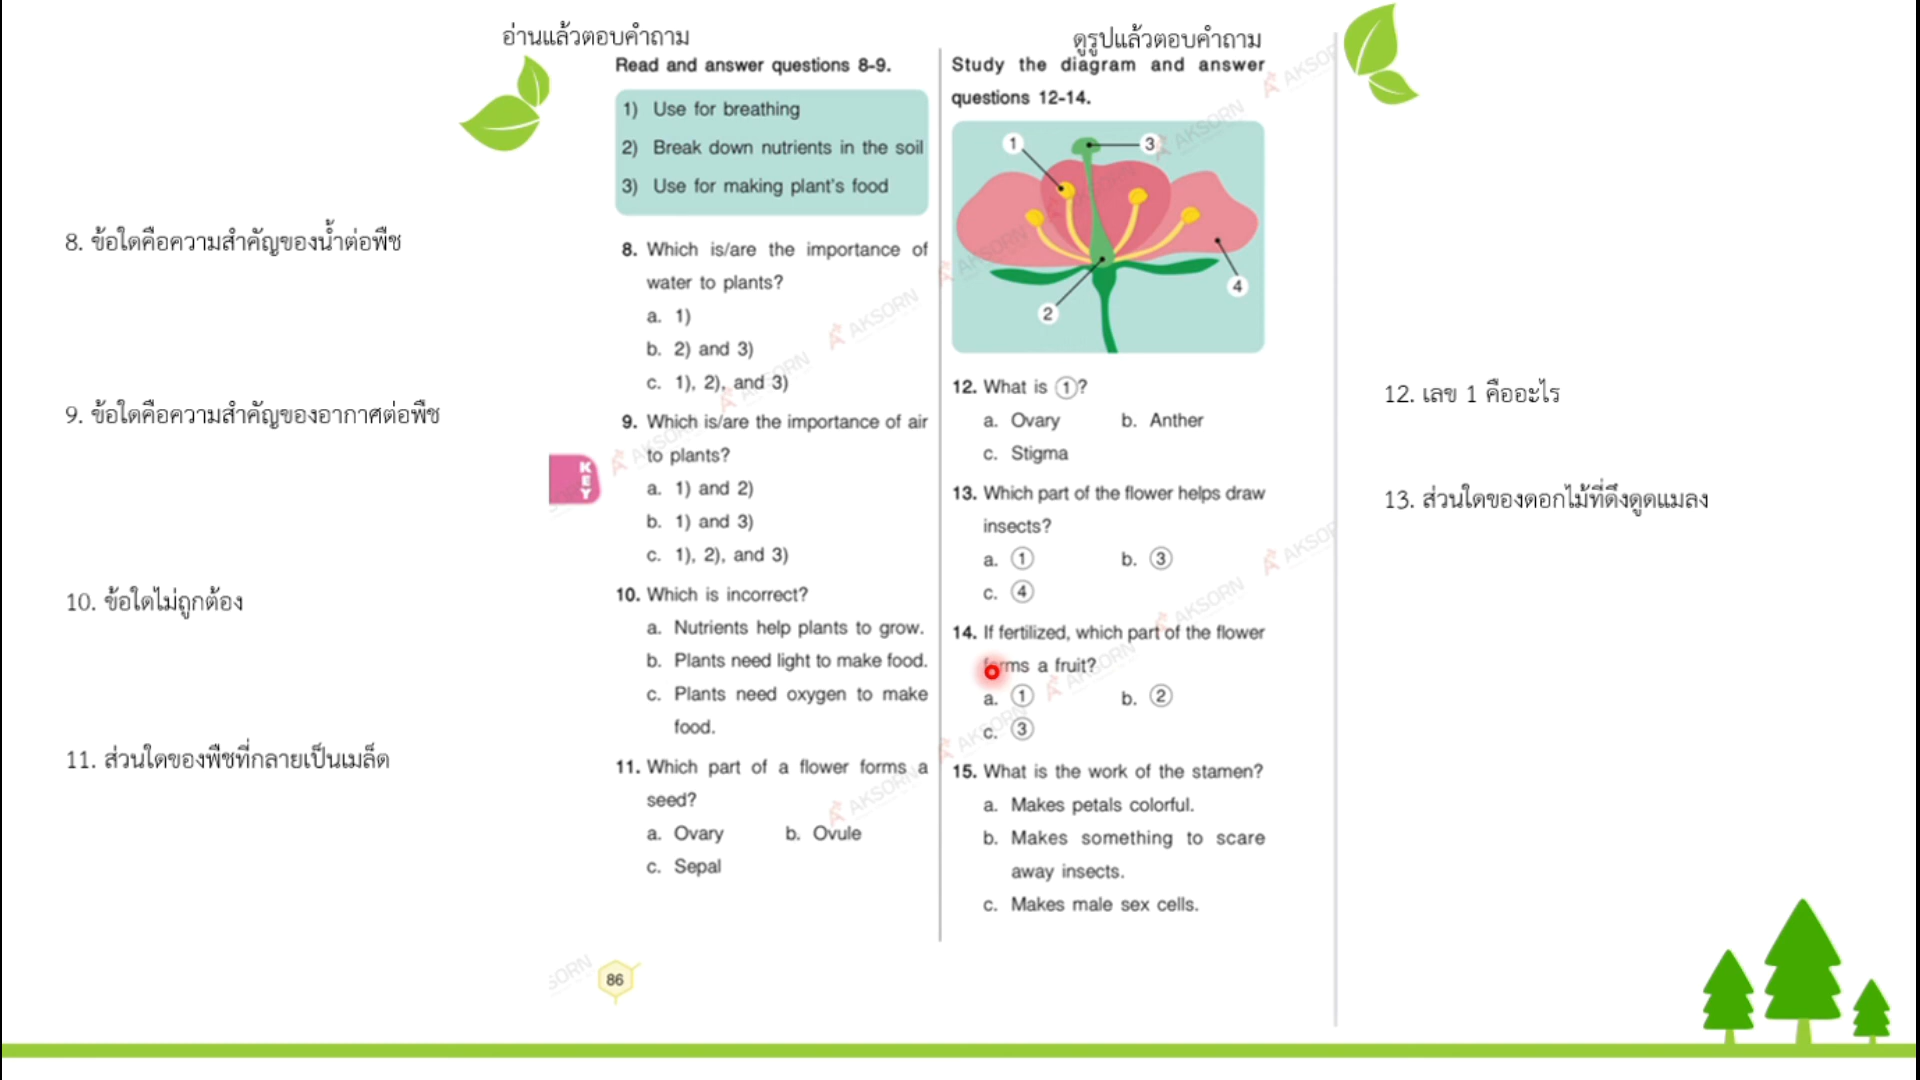 อ่านแล้วตอบคำถาม
Read and answer questions 8-9.
1) Use for breathing
2) Break down nutrients in the soil
3) Use for making plant's food
8. Which is/are the importance of
water to plants?
a. 1)
b. 2) and 3)
c. 1), 2), and 3)
9. Which is/are the importance of air
to plants?
a. 1) and 2)
b. 1) and 3)
c. 1), 2), and 3)
10. Which is incorrect?
a. Nutrients help plants to grow.
b. Plants need light to make food.
c. Plants need oxygen to make
food.
11. Which part of a flower forms a
seed?
a. Ovary b. Ovule
c. Sepal
KEY
86
8. ข้อใดคือความสำคัญของน้ำต่อพืช
9. ข้อใดคือความสำคัญของอากาศต่อพืช
10. ข้อใดไม่ถูกต้อง
11. ส่วนใดของพืชที่กลายเป็นเมล็ด
ดูรูปแล้วตอบคำถาม
Study the diagram and answer
questions 12-14.
1
3
4
2
12. What is ①?
a. Ovary b. Anther
c. Stigma
13. Which part of the flower helps draw
insects?
a. ① b. ③
c. ④
14. If fertilized, which part of the flower
forms a fruit?
a. ① b. ②
c. ③
15. What is the work of the stamen?
a. Makes petals colorful.
b. Makes something to scare
away insects.
c. Makes male sex cells.
12. เลข 1 คืออะไร
13. ส่วนใดของดอกไม้ที่ดึงดูดแมลง
AKSORN
AKSORN
AKSORN
AKSORN
AKSORN